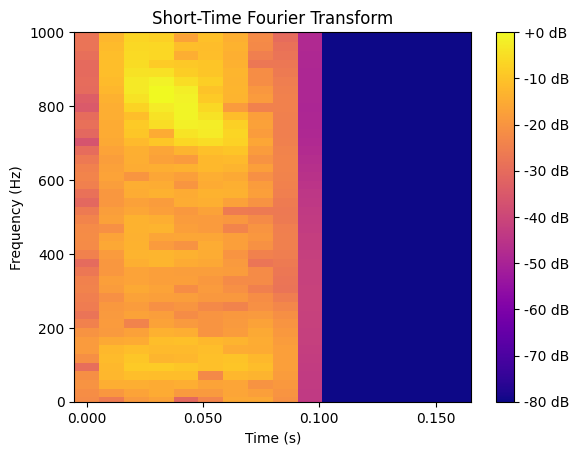 Short-Time Fourier Transform
1000
800
600
400
200
0
Frequency (Hz)
0.000
0.050
0.100
0.150
Time (s)
+0 dB
-10 dB
-20 dB
-30 dB
-40 dB
-50 dB
-60 dB
-70 dB
-80 dB